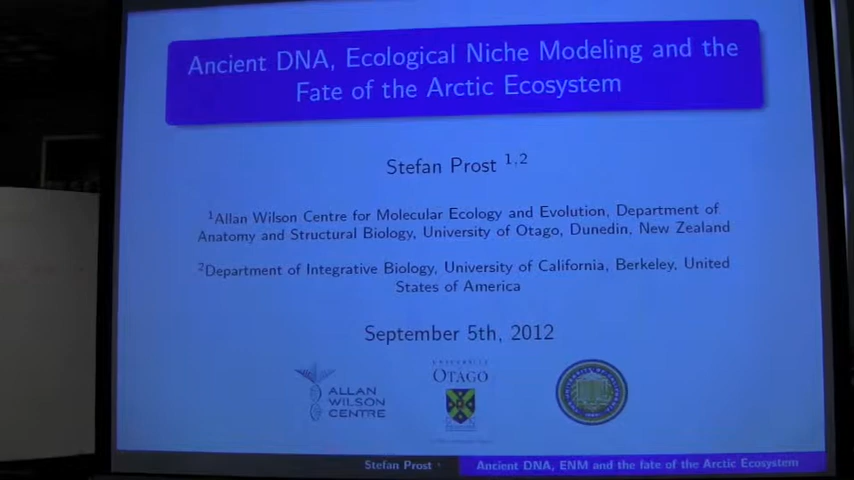 Ancient DNA, Ecological Niche Modeling and the
Fate of the Arctic Ecosystem
Stefan Prost 1,2
1Allan Wilson Centre for Molecular Ecology and Evolution, Department of
Anatomy and Structural Biology, University of Otago, Dunedin, New Zealand
2Department of Integrative Biology, University of California, Berkeley, United
States of America
September 5th, 2012
ALLAN
WILSON
CENTRE
UNIVERSITY
OTAGO
Stefan Prost
Ancient DNA, ENM and the fate of the Arctic Ecosystem